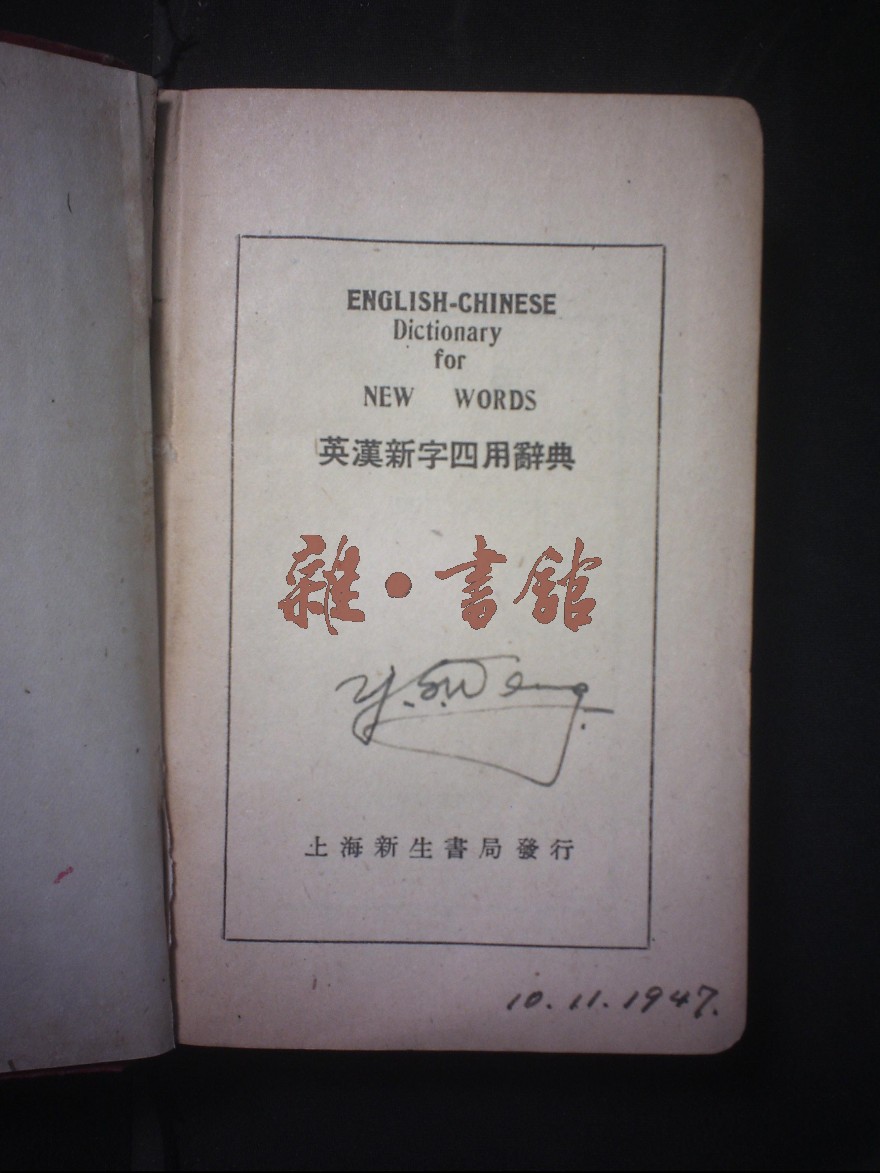 ENGLISH-CHINESE
Dictionary
for
NEW WORDS
英漢新字四用辭典
雜•書館
Y.S.Weng.
上海新生書局發行
10.11.1947.